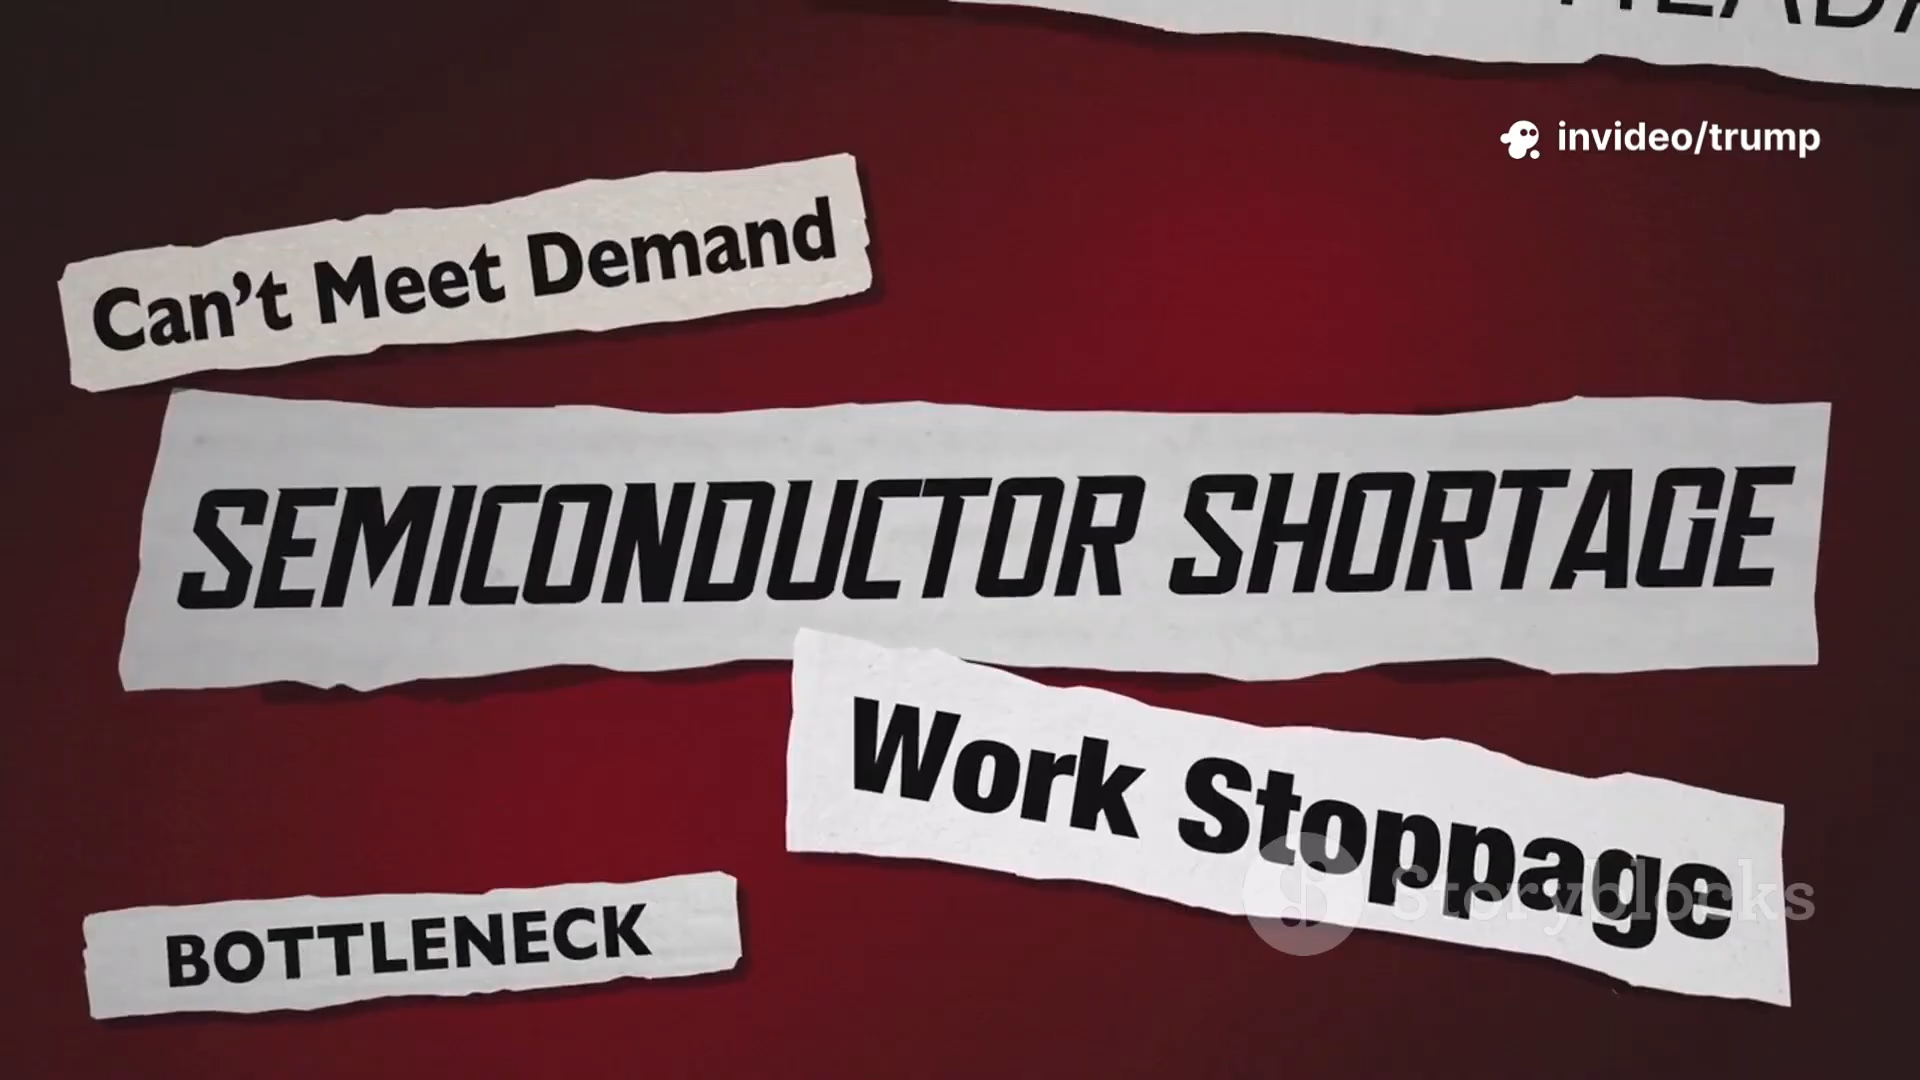 invideo/trump
Can't Meet Demand
SEMICONDUCTOR SHORTAGE
Work Stoppage
Storyblocks
BOTTLENECK